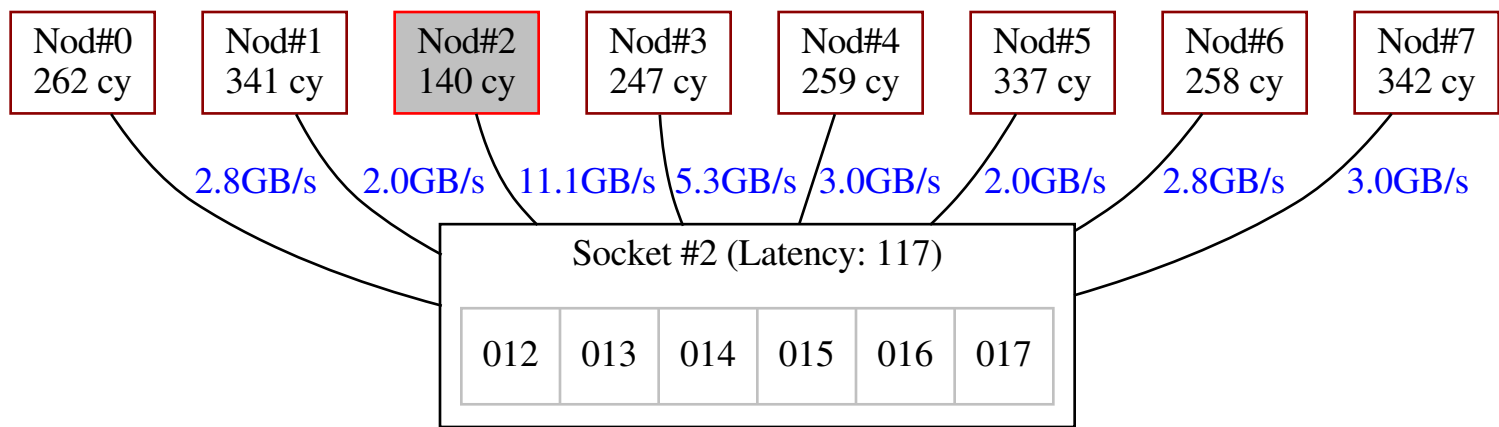 Nod#0 Nod#1 Nod#2 Nod#3 Nod#4 Nod#5 Nod#6 Nod#7
262 cy 341 cy 140 cy 247 cy 259 cy 337 cy 258 cy 342 cy
2.8GB/s 2.0GB/s 11.1GB/s 5.3GB/s 3.0GB/s 2.0GB/s 2.8GB/s 3.0GB/s
Socket #2 (Latency: 117)
012 013 014 015 016 017